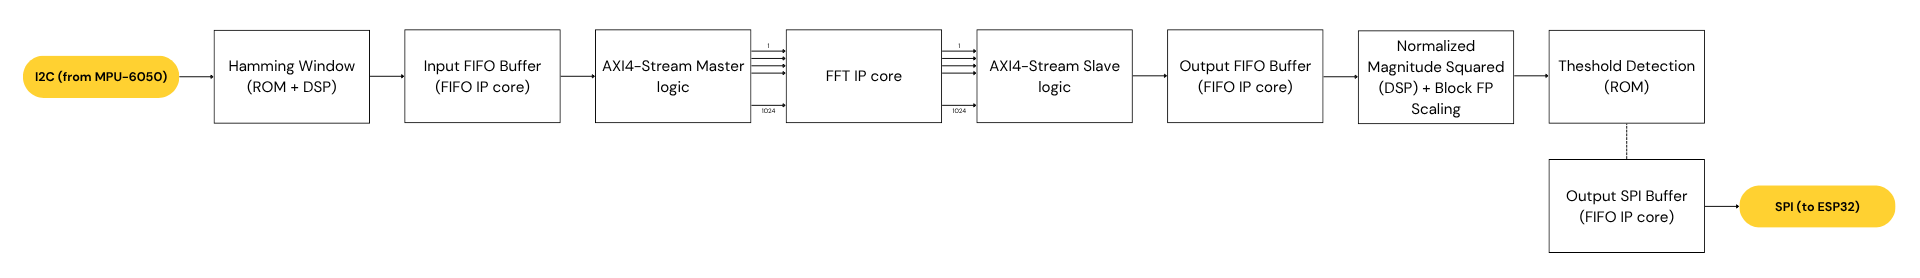 I2C (from MPU-6050)
Hamming Window
(ROM + DSP)
Input FIFO Buffer
(FIFO IP core)
AXI4-Stream Master
logic
1
1024
FFT IP core
1
1024
AXI4-Stream Slave
logic
Output FIFO Buffer
(FIFO IP core)
Normalized
Magnitude Squared
(DSP) + Block FP
Scaling
Theshold Detection
(ROM)
Output SPI Buffer
(FIFO IP core)
SPI (to ESP32)